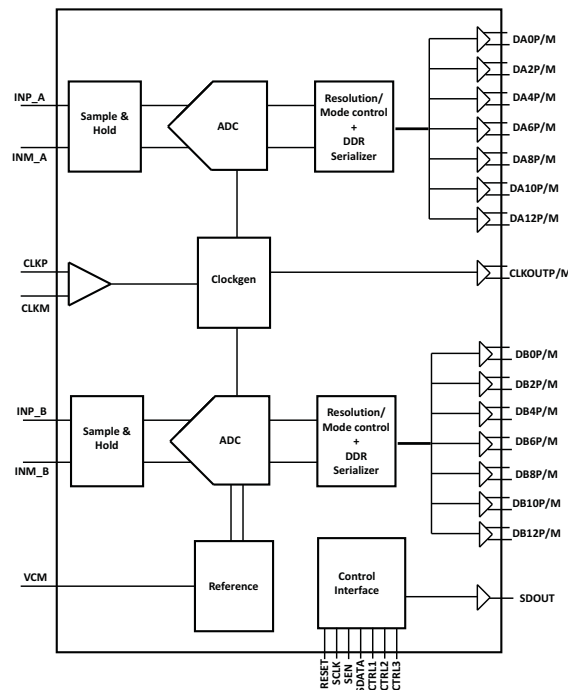 DA0P/M
DA2P/M
INP_A
Sample &
Hold
ADC
Resolution/
Mode control
+
DDR
Serializer
DA4P/M
DA6P/M
INM_A
DA8P/M
DA10P/M
DA12P/M
CLKP
CLKM
Clockgen
CLKOUTP/M
DB0P/M
DB2P/M
INP_B
Sample &
Hold
ADC
Resolution/
Mode control
+
DDR
Serializer
DB4P/M
DB6P/M
INM_B
DB8P/M
DB10P/M
DB12P/M
VCM
Reference
Control
Interface
SDOUT
RESET
SCLK
SEN
SDATA
CTRL1
CTRL2
CTRL3